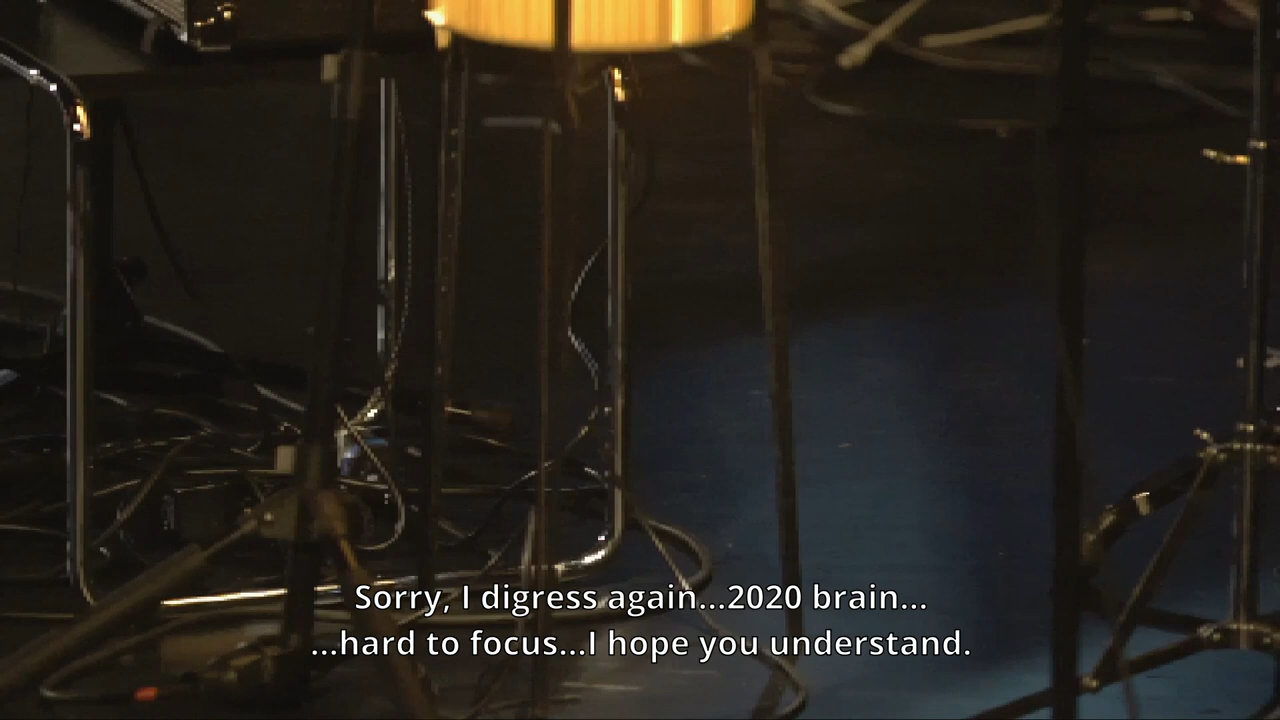 Sorry, I digress again...2020 brain...
...hard to focus...I hope you understand.